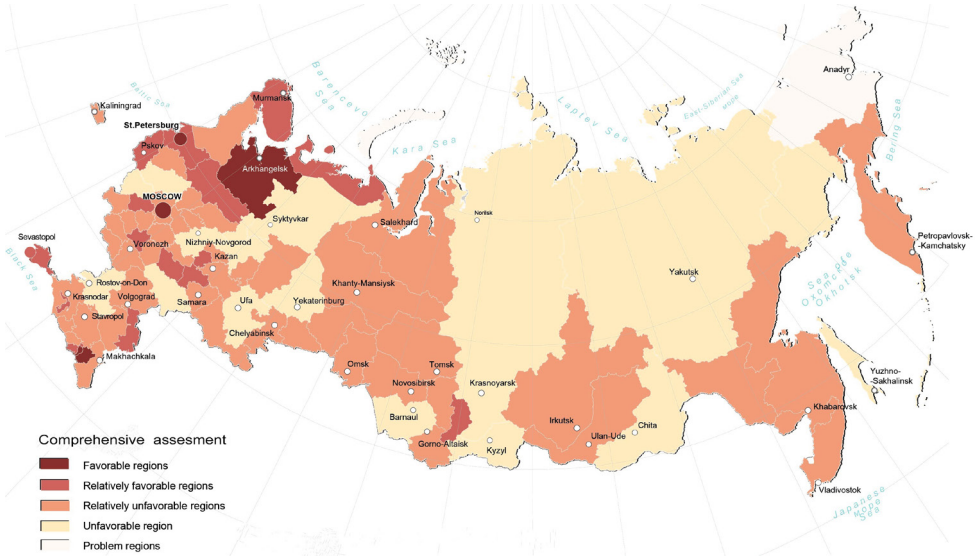 Anadyr
Barencevo
Sea
Laptev Sea
East-Siberian Sea
море
Murmansk
Baltic Sea
Kaliningrad
Bering Sea
St.Petersburg
Kara Sea
Pskov
Arkhangelsk
MOSCOW
Norilsk
Syktyvkar
Salekhard
Sevastopol
Voronezh
Nizhniy-Novgorod
Petropavlovsk-
-Kamchatsky
Kazan
Black Sea
Yakutsk
Rostov-on-Don
Khanty-Mansiysk
Krasnodar
Volgograd
Samara
Ufa
Yekaterinburg
Stavropol
Chelyabinsk
Makhachkala
Omsk
Tomsk
Yuzhno-
-Sakhalinsk
Novosibirsk
Krasnoyarsk
Barnaul
Irkutsk
Chita
Khabarovsk
Ulan-Ude
Gorno-Altaisk
Kyzyl
Vladivostok
Japanese
Sea
Comprehensive assesment
Favorable regions
Relatively favorable regions
Relatively unfavorable regions
Unfavorable region
Problem regions